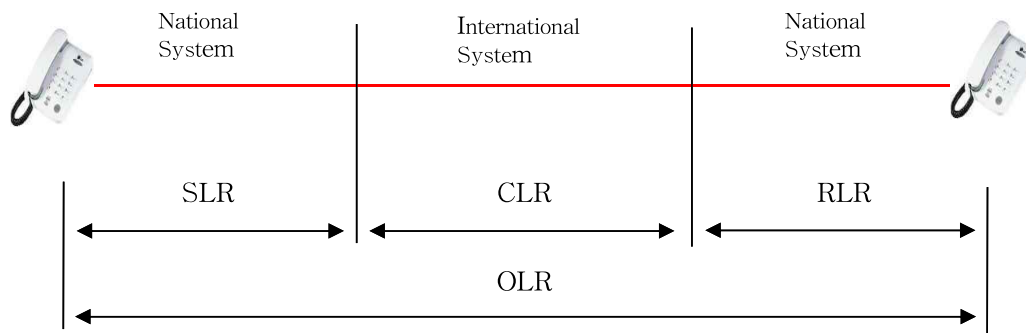 National
System
International
System
National
System
SLR
CLR
RLR
OLR